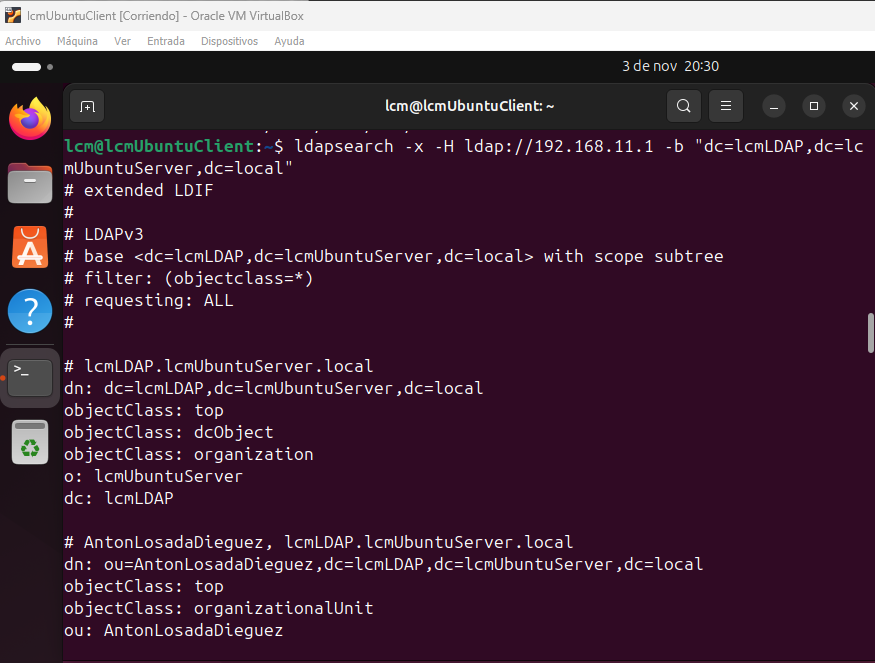 lcmUbuntuClient [Corriendo] - Oracle VM VirtualBox
Archivo Máquina Ver Entrada Dispositivos Ayuda
3 de nov 20:30
lcm@lcmUbuntuClient: ~
lcm@lcmUbuntuClient:~$ ldapsearch -x -H ldap://192.168.11.1 -b "dc=lcmLDAP,dc=lc
mUbuntuServer,dc=local"
# extended LDIF
#
# LDAPv3
# base <dc=lcmLDAP,dc=lcmUbuntuServer,dc=local> with scope subtree
# filter: (objectclass=*)
# requesting: ALL
#
# lcmLDAP.lcmUbuntuServer.local
dn: dc=lcmLDAP,dc=lcmUbuntuServer,dc=local
objectClass: top
objectClass: dcObject
objectClass: organization
o: lcmUbuntuServer
dc: lcmLDAP
# AntonLosadaDieguez, lcmLDAP.lcmUbuntuServer.local
dn: ou=AntonLosadaDieguez,dc=lcmLDAP,dc=lcmUbuntuServer,dc=local
objectClass: top
objectClass: organizationalUnit
ou: AntonLosadaDieguez